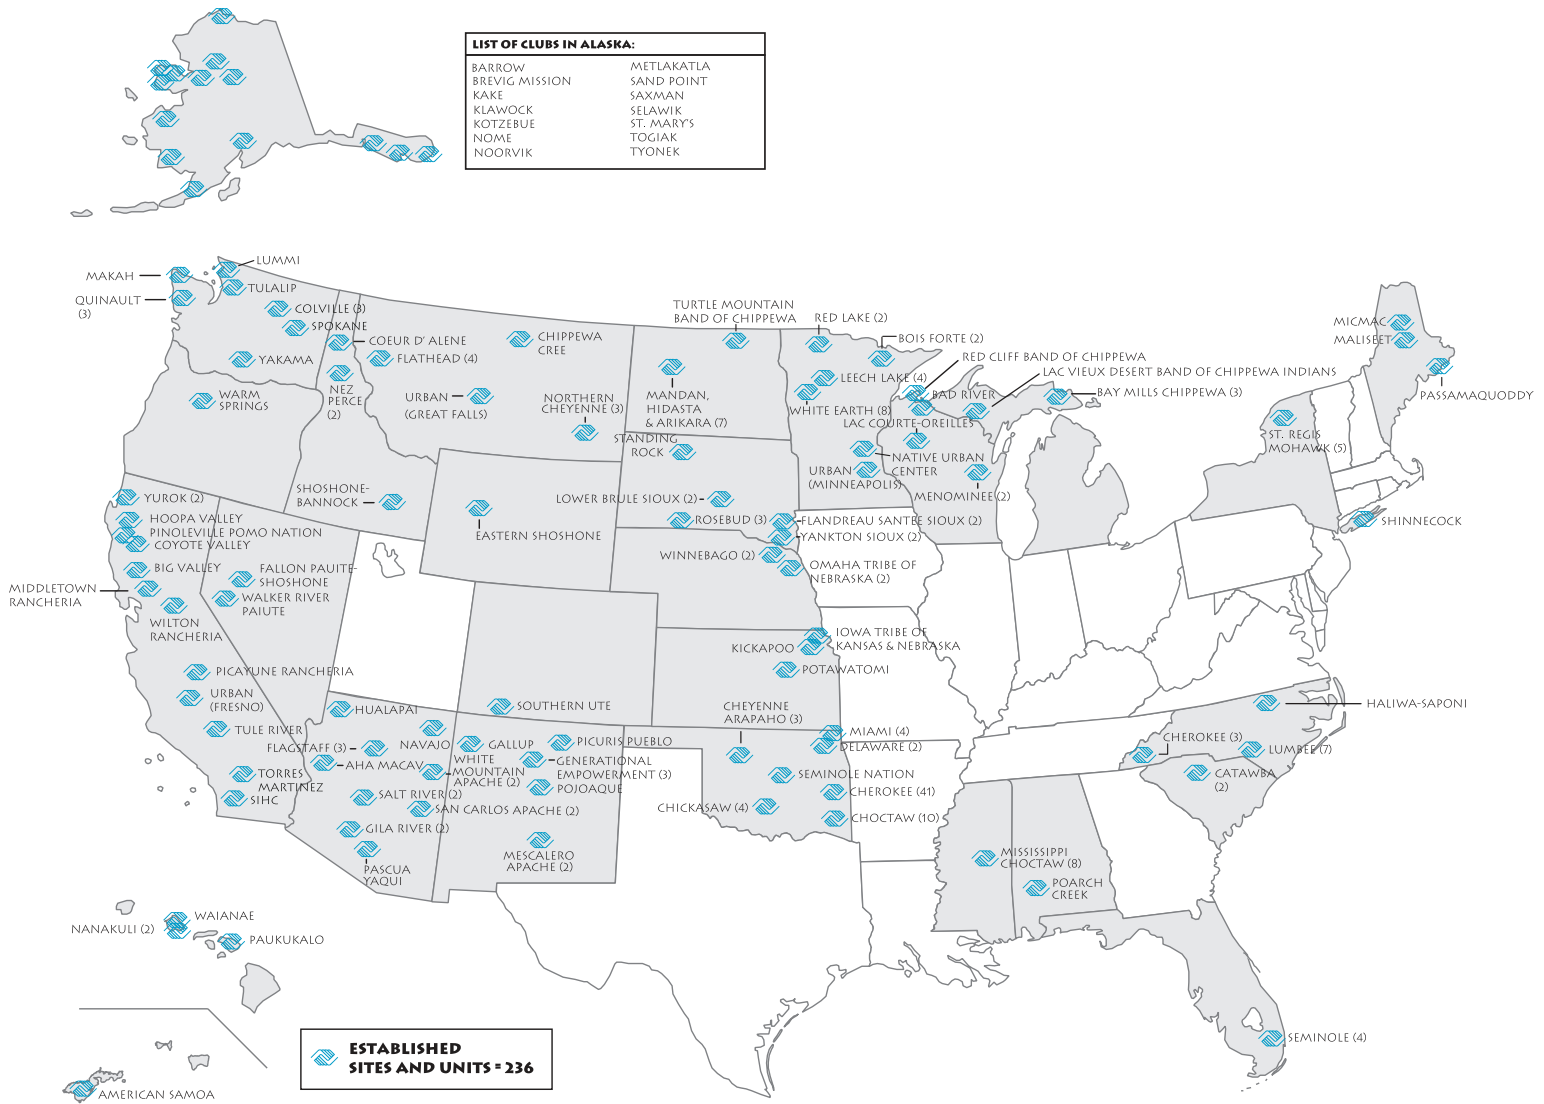 LIST OF CLUBS IN ALASKA:
BARROW
BREVIG MISSION
KAKE
KLAWOCK
KOTZEBUE
NOME
NOORVIK
METLAKATLA
SAND POINT
SAXMAN
SELAWIK
ST. MARY'S
TOGIAK
TYONEK
MAKAH
LUMMI
QUINAULT
(3)
TULALIP
COLVILLE (3)
SPOKANE
YAKAMA
COEUR D' ALENE
FLATHEAD (4)
NEZ
PERCE
(2)
WARM
SPRINGS
CHIPPEWA
CREE
URBAN
(GREAT FALLS)
NORTHERN
CHEYENNE (3)
TURTLE MOUNTAIN
BAND OF CHIPPEWA
MANDAN,
HIDASTA
& ARIKARA (7)
STANDING
ROCK
RED LAKE (2)
BOIS FORTE (2)
LEECH LAKE (4)
WHITE EARTH (8)
RED CLIFF BAND OF CHIPPEWA
LAC VIEUX DESERT BAND OF CHIPPEWA INDIANS
BAD RIVER
BAY MILLS CHIPPEWA (3)
LAC COURTE-OREILLES
NATIVE URBAN
CENTER
URBAN
(MINNEAPOLIS)
MENOMINEE (2)
MICMAC
MALISEET
PASSAMAQUODDY
ST. REGIS
MOHAWK (5)
SHINNECOCK
SHOSHONE-
BANNOCK
EASTERN SHOSHONE
LOWER BRULE SIOUX (2)
ROSEBUD (3)
FLANDREAU SANTEE SIOUX (2)
YANKTON SIOUX (2)
WINNEBAGO (2)
OMAHA TRIBE OF
NEBRASKA (2)
YUROK (2)
HOOPA VALLEY
PINOLEVILLE POMO NATION
COYOTE VALLEY
BIG VALLEY
MIDDLETOWN
RANCHERIA
WILTON
RANCHERIA
FALLON PAUITE-
SHOSHONE
WALKER RIVER
PAIUTE
PICAYUNE RANCHERIA
URBAN
(FRESNO)
TULE RIVER
TORRES
MARTINEZ
SIHC
KICKAPOO
IOWA TRIBE OF
KANSAS & NEBRASKA
POTAWATOMI
SOUTHERN UTE
HUALAPAI
FLAGSTAFF (3)
NAVAJO
AHA MACAV
WHITE
MOUNTAIN
APACHE (2)
SALT RIVER (2)
SAN CARLOS APACHE (2)
GILA RIVER (2)
PASCUA
YAQUI
GALLUP
PICURIS PUEBLO
GENERATIONAL
EMPOWERMENT (3)
POJOAQUE
MESCALERO
APACHE (2)
CHEYENNE
ARAPAHO (3)
MIAMI (4)
DELAWARE (2)
SEMINOLE NATION
CHEROKEE (41)
CHICKASAW (4)
CHOCTAW (10)
HALIWA-SAPONI
CHEROKEE (3)
LUMBEE (7)
CATAWBA
(2)
MISSISSIPPI
CHOCTAW (8)
POARCH
CREEK
SEMINOLE (4)
WAIANAE
NANAKULI (2)
PAUKUKALO
AMERICAN SAMOA
ESTABLISHED
SITES AND UNITS = 236